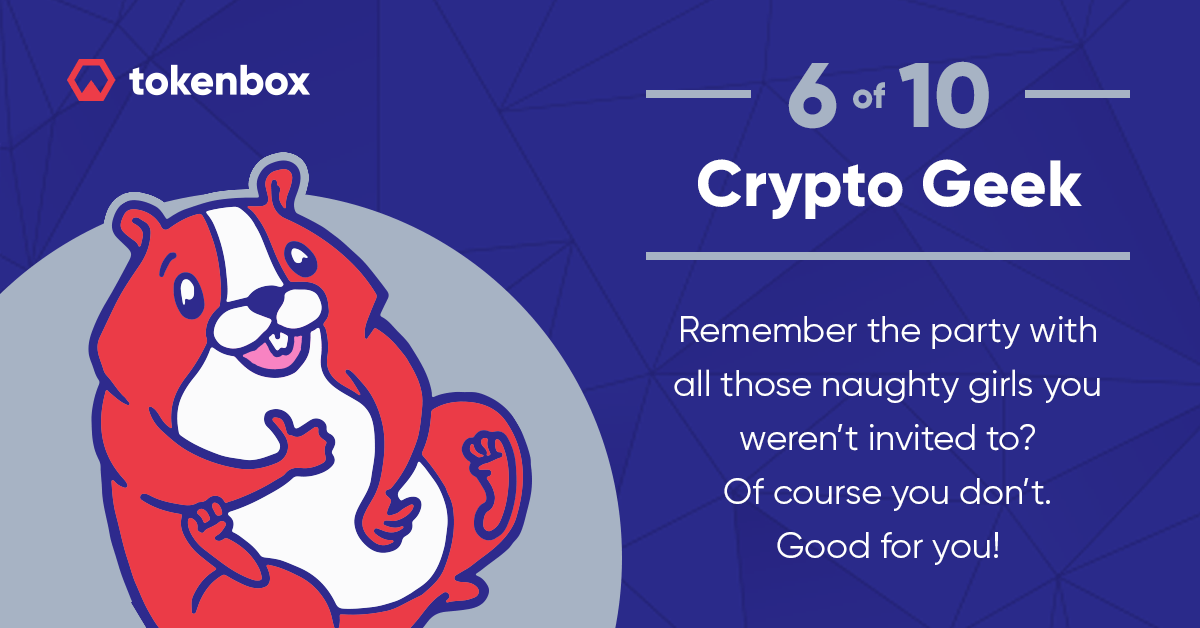 tokenbox
6 of 10
Crypto Geek
Remember the party with
all those naughty girls you
weren’t invited to?
Of course you don’t.
Good for you!